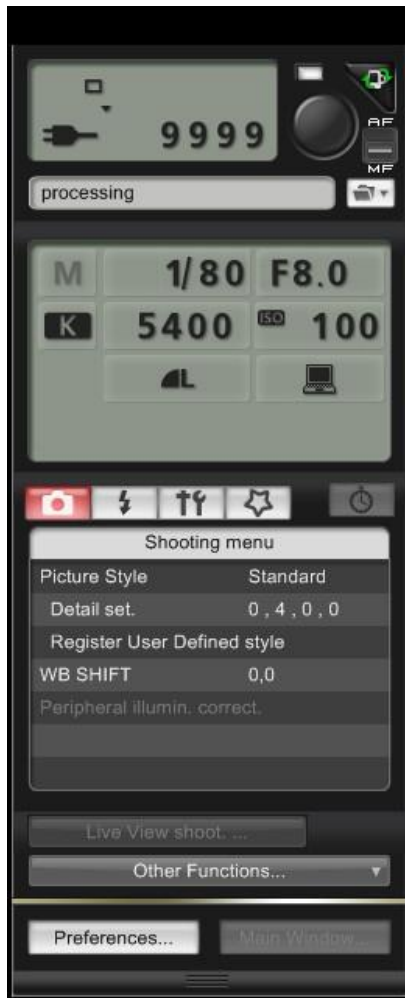 9999
AF
MF
processing
M 1/80 F8.0
K 5400 ISO 100
L
Shooting menu
Picture Style Standard
Detail set. 0 , 4 , 0 , 0
Register User Defined style
WB SHIFT 0,0
Peripheral illumin. correct.
Live View shoot. ...
Other Functions...
Preferences... Main Window...